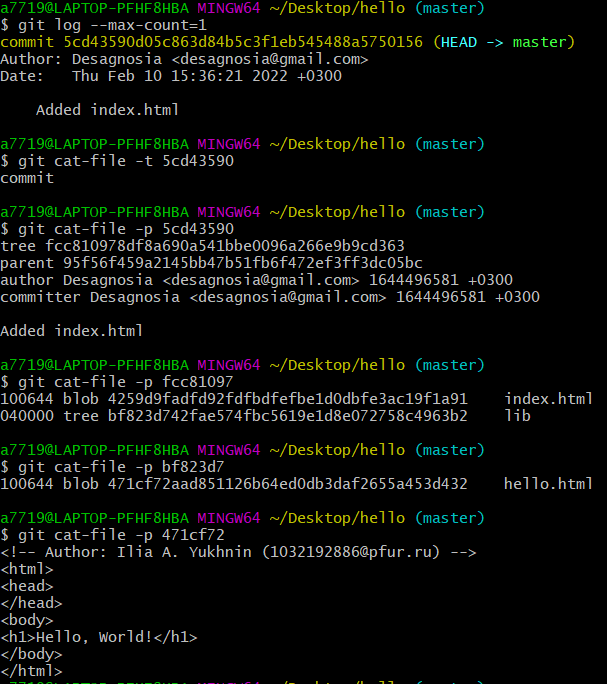 a7719@LAPTOP-PFHF8HBA MINGW64 ~/Desktop/hello (master)
$ git log --max-count=1
commit 5cd43590d05c863d84b5c3f1eb545488a5750156 (HEAD -> master)
Author: Desagnosia <desagnosia@gmail.com>
Date:   Thu Feb 10 15:36:21 2022 +0300
    Added index.html
a7719@LAPTOP-PFHF8HBA MINGW64 ~/Desktop/hello (master)
$ git cat-file -t 5cd43590
commit
a7719@LAPTOP-PFHF8HBA MINGW64 ~/Desktop/hello (master)
$ git cat-file -p 5cd43590
tree fcc810978df8a690a541bbe0096a266e9b9cd363
parent 95f56f459a2145bb47b51fb6f472ef3ff3dc05bc
author Desagnosia <desagnosia@gmail.com> 1644496581 +0300
committer Desagnosia <desagnosia@gmail.com> 1644496581 +0300
Added index.html
a7719@LAPTOP-PFHF8HBA MINGW64 ~/Desktop/hello (master)
$ git cat-file -p fcc81097
100644 blob 4259d9fadfd92fdfbdfefbe1d0dbfe3ac19f1a91    index.html
040000 tree bf823d742fae574fbc5619e1d8e072758c4963b2    lib
a7719@LAPTOP-PFHF8HBA MINGW64 ~/Desktop/hello (master)
$ git cat-file -p bf823d7
100644 blob 471cf72aad851126b64ed0db3daf2655a453d432    hello.html
a7719@LAPTOP-PFHF8HBA MINGW64 ~/Desktop/hello (master)
$ git cat-file -p 471cf72
<!-- Author: Ilia A. Yukhnin (1032192886@pfur.ru) -->
<html>
<head>
</head>
<body>
<h1>Hello, World!</h1>
</body>
</html>